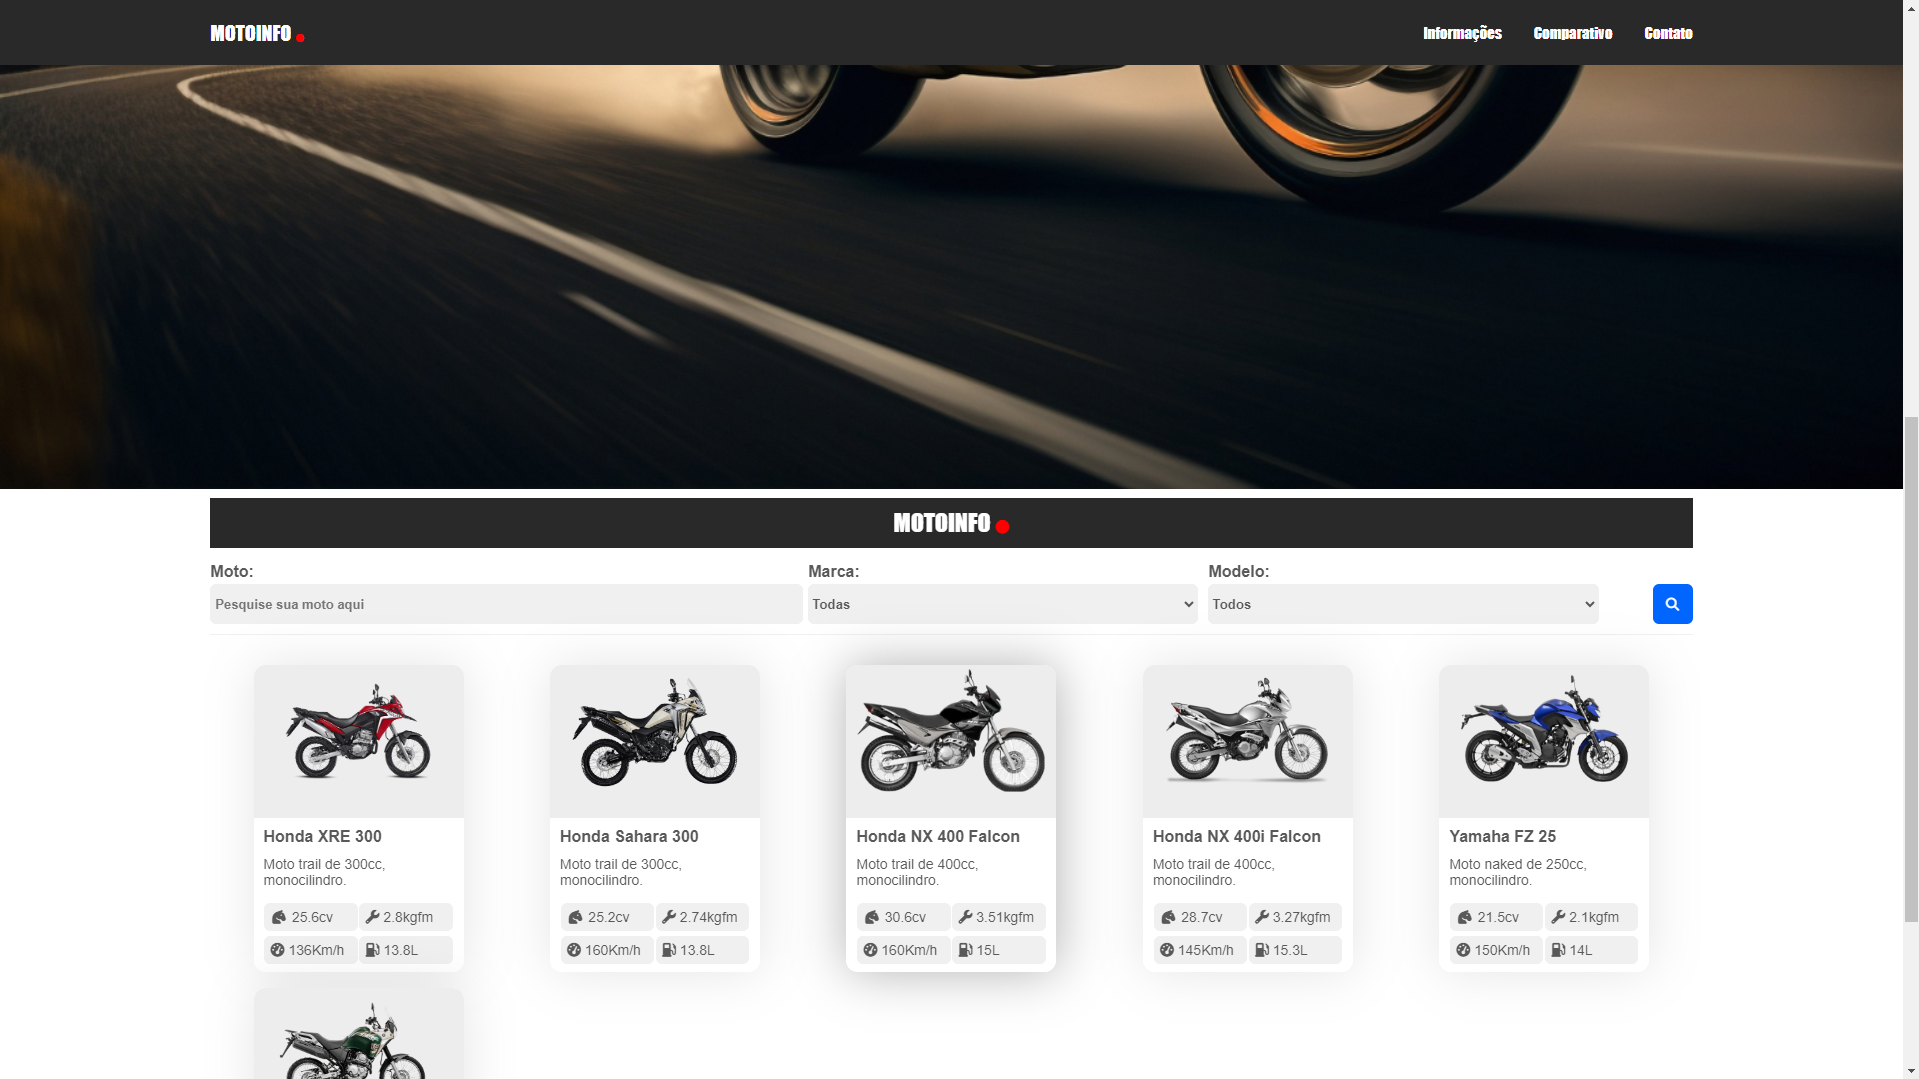 MOTOINFO
Informações Comparativo Contato
MOTOINFO
Moto: Marca: Modelo:
Pesquise sua moto aqui Todas Todos
Honda XRE 300
Moto trail de 300cc,
monocilindro.
25.6cv 2.8kgfm
136Km/h 13.8L
Honda Sahara 300
Moto trail de 300cc,
monocilindro.
25.2cv 2.74kgfm
160Km/h 13.8L
Honda NX 400 Falcon
Moto trail de 400cc,
monocilindro.
30.6cv 3.51kgfm
160Km/h 15L
Honda NX 400i Falcon
Moto trail de 400cc,
monocilindro.
28.7cv 3.27kgfm
145Km/h 15.3L
Yamaha FZ 25
Moto naked de 250cc,
monocilindro.
21.5cv 2.1kgfm
150Km/h 14L